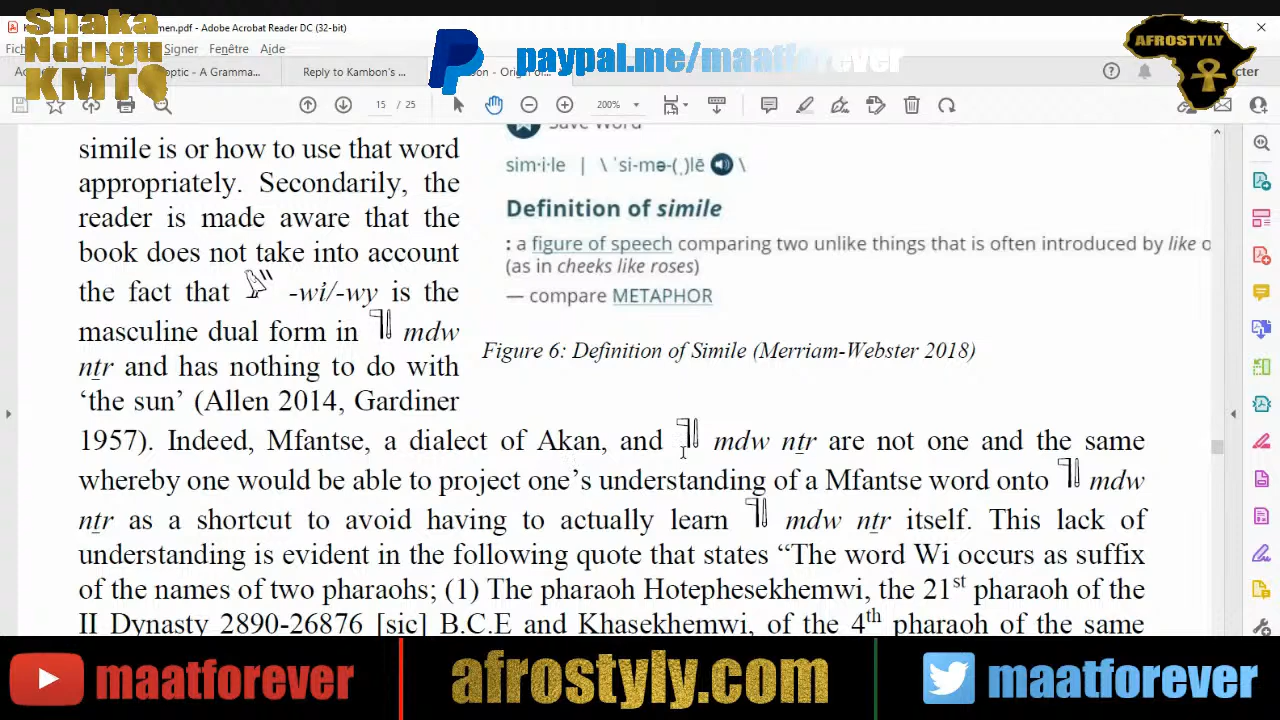 Shaka
Ndugu
KMT
men.pdf - Adobe Acrobat Reader DC (32-bit)
Signer Fenêtre Aide
ptic - A Gramma...
Reply to Kambon's ...
15 / 25
200%
paypal.me/maatforever
AFROSTYLY
simile is or how to use that word
appropriately. Secondarily, the
reader is made aware that the
book does not take into account
the fact that -wi/-wy is the
masculine dual form in mdw
nṯr and has nothing to do with
‘the sun’ (Allen 2014, Gardiner
Save Word
sim·i·le | \ ˈsi-mə-(ˌ)lē \
Definition of simile
: a figure of speech comparing two unlike things that is often introduced by like o
(as in cheeks like roses)
— compare METAPHOR
Figure 6: Definition of Simile (Merriam-Webster 2018)
1957). Indeed, Mfantse, a dialect of Akan, and mdw nṯr are not one and the same
whereby one would be able to project one’s understanding of a Mfantse word onto mdw
nṯr as a shortcut to avoid having to actually learn mdw nṯr itself. This lack of
understanding is evident in the following quote that states “The word Wi occurs as suffix
of the names of two pharaohs; (1) The pharaoh Hotephesekhemwi, the 21st pharaoh of the
II Dynasty 2890-26876 [sic] B.C.E and Khasekhemwi, of the 4th pharaoh of the same
maatforever
afrostyly.com
maatforever